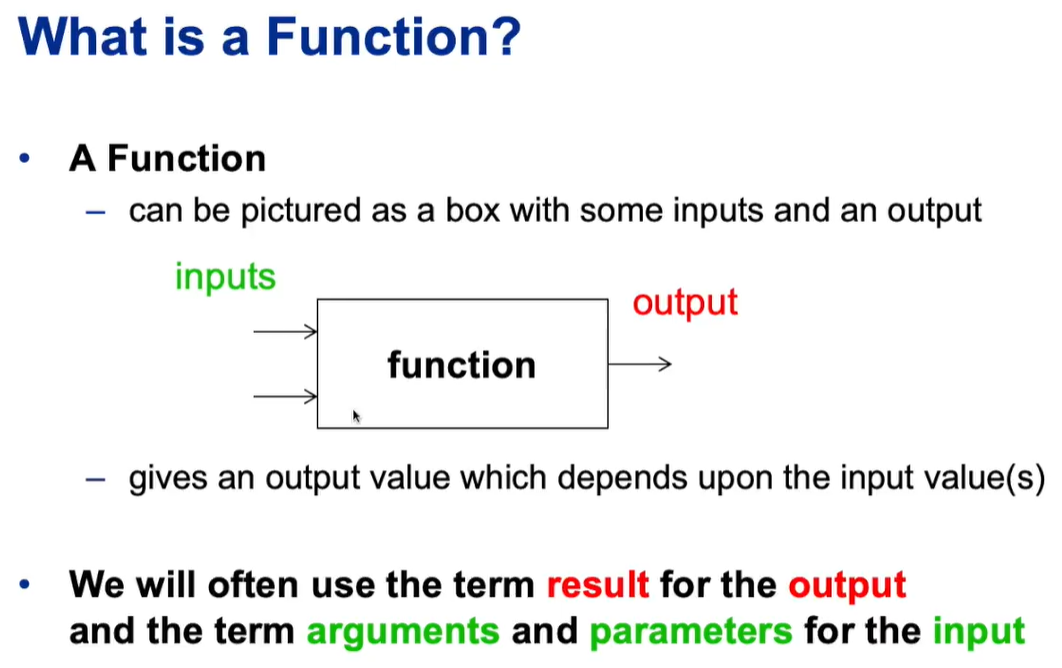 What is a Function?
• A Function
– can be pictured as a box with some inputs and an output
inputs
output
function
– gives an output value which depends upon the input value(s)
• We will often use the term result for the output
and the term arguments and parameters for the input